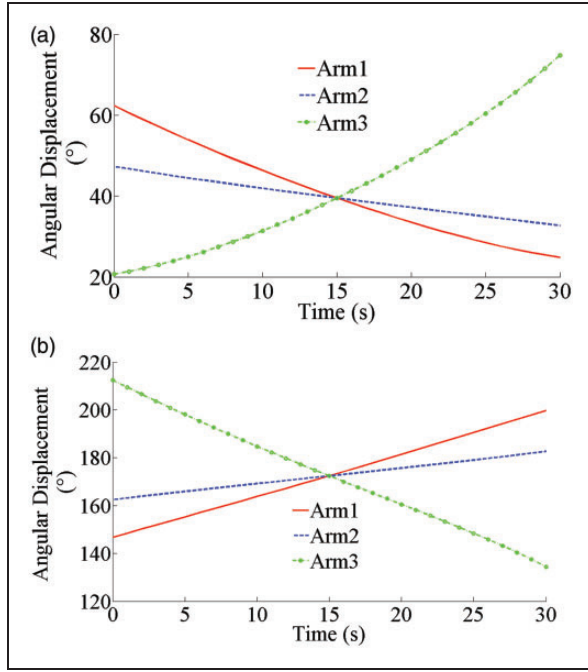 (a)
80
60
40
20
Angular Displacement
(°)
Arm1
Arm2
Arm3
0 5 10 15 20 25 30
Time (s)
(b)
220
200
180
160
140
120
Angular Displacement
(°)
Arm1
Arm2
Arm3
0 5 10 15 20 25 30
Time (s)